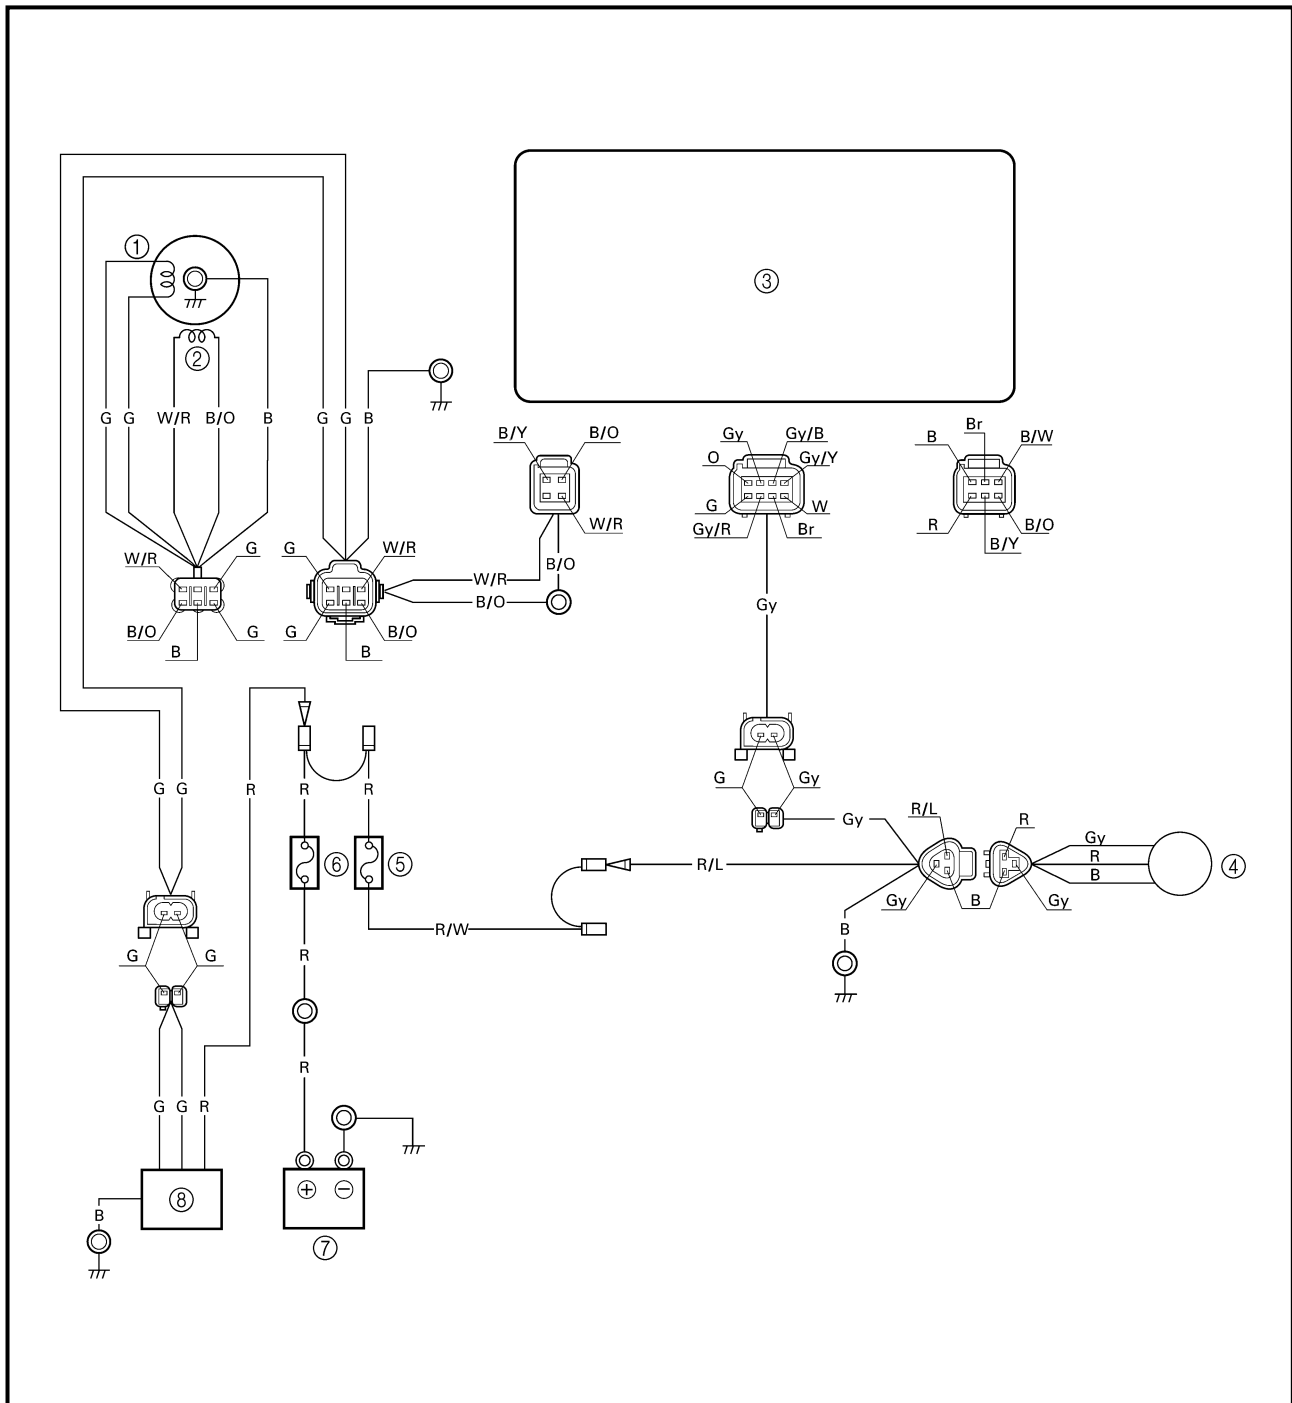 ①
②
③
G G W/R B/O B G G B
B/Y B/O
W/R
Gy Gy/B
O Gy/Y
G W
Gy/R Br
Br
B B/W
R B/O
B/Y
W/R G
B/O G
B
G W/R
G B/O
B
W/R
B/O
B/O
Gy
G G R R R
⑥ ⑤
G Gy
Gy
R/L
R/L R
Gy B Gy
Gy
R
B
④
R/W
B
G G
R
R
G G R
⑧
B
+ −
⑦